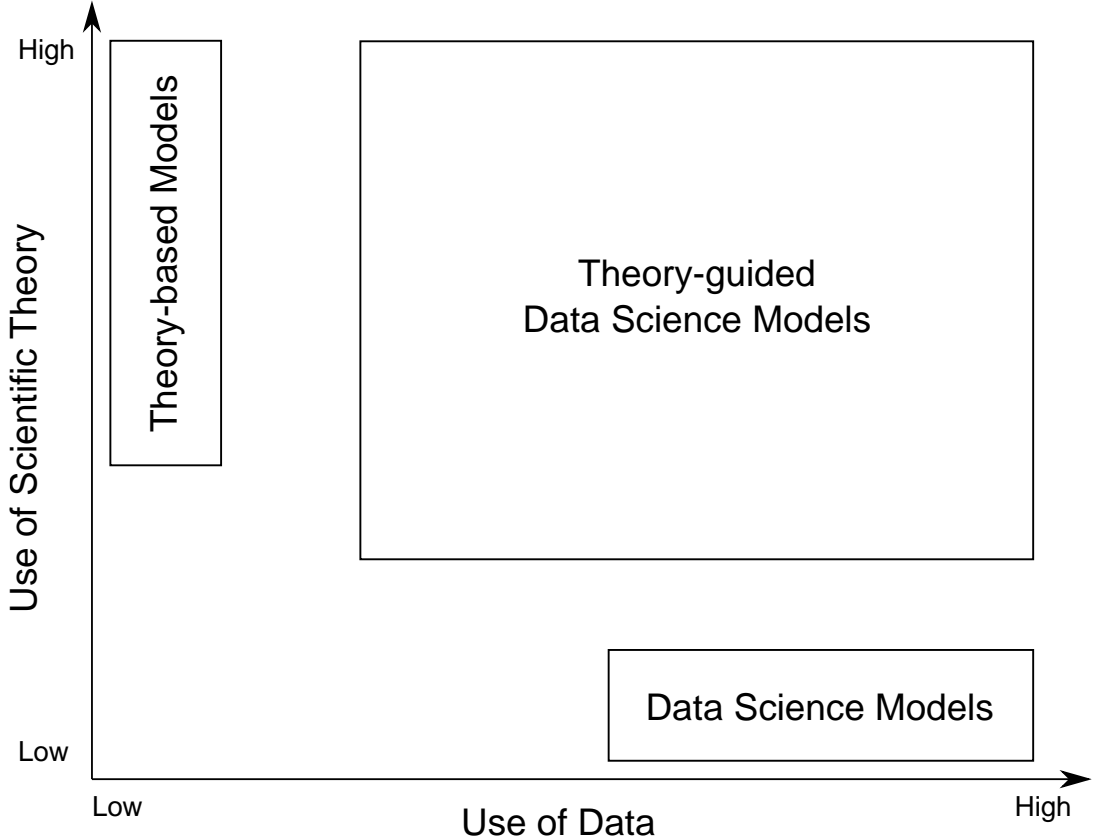 High
Theory-based Models
Use of Scientific Theory
Theory-guided
Data Science Models
Data Science Models
Low
Low
High
Use of Data